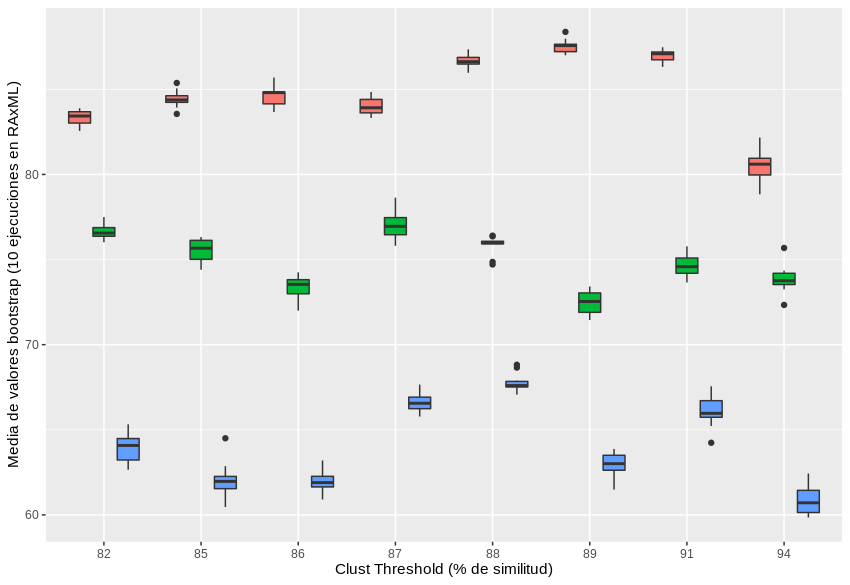 Media de valores bootstrap (10 ejecuciones en RAxML)
80
70
60
82 85 86 87 88 89 91 94
Clust Threshold (% de similitud)